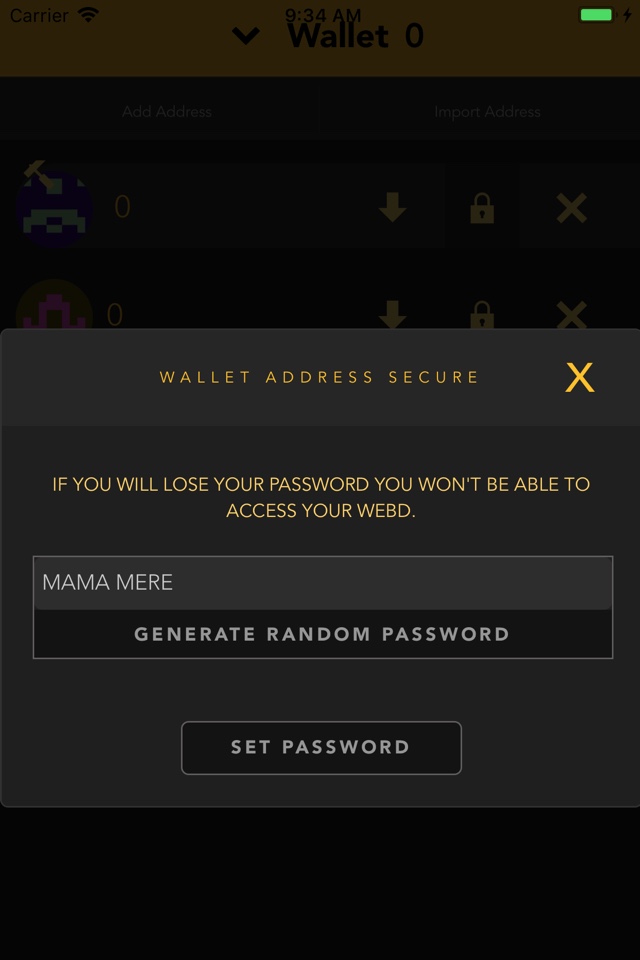 Carrier 9:34 AM
Wallet 0
Add Address Import Address
0
0
WALLET ADDRESS SECURE X
IF YOU WILL LOSE YOUR PASSWORD YOU WON'T BE ABLE TO
ACCESS YOUR WEBD.
MAMA MERE
GENERATE RANDOM PASSWORD
SET PASSWORD